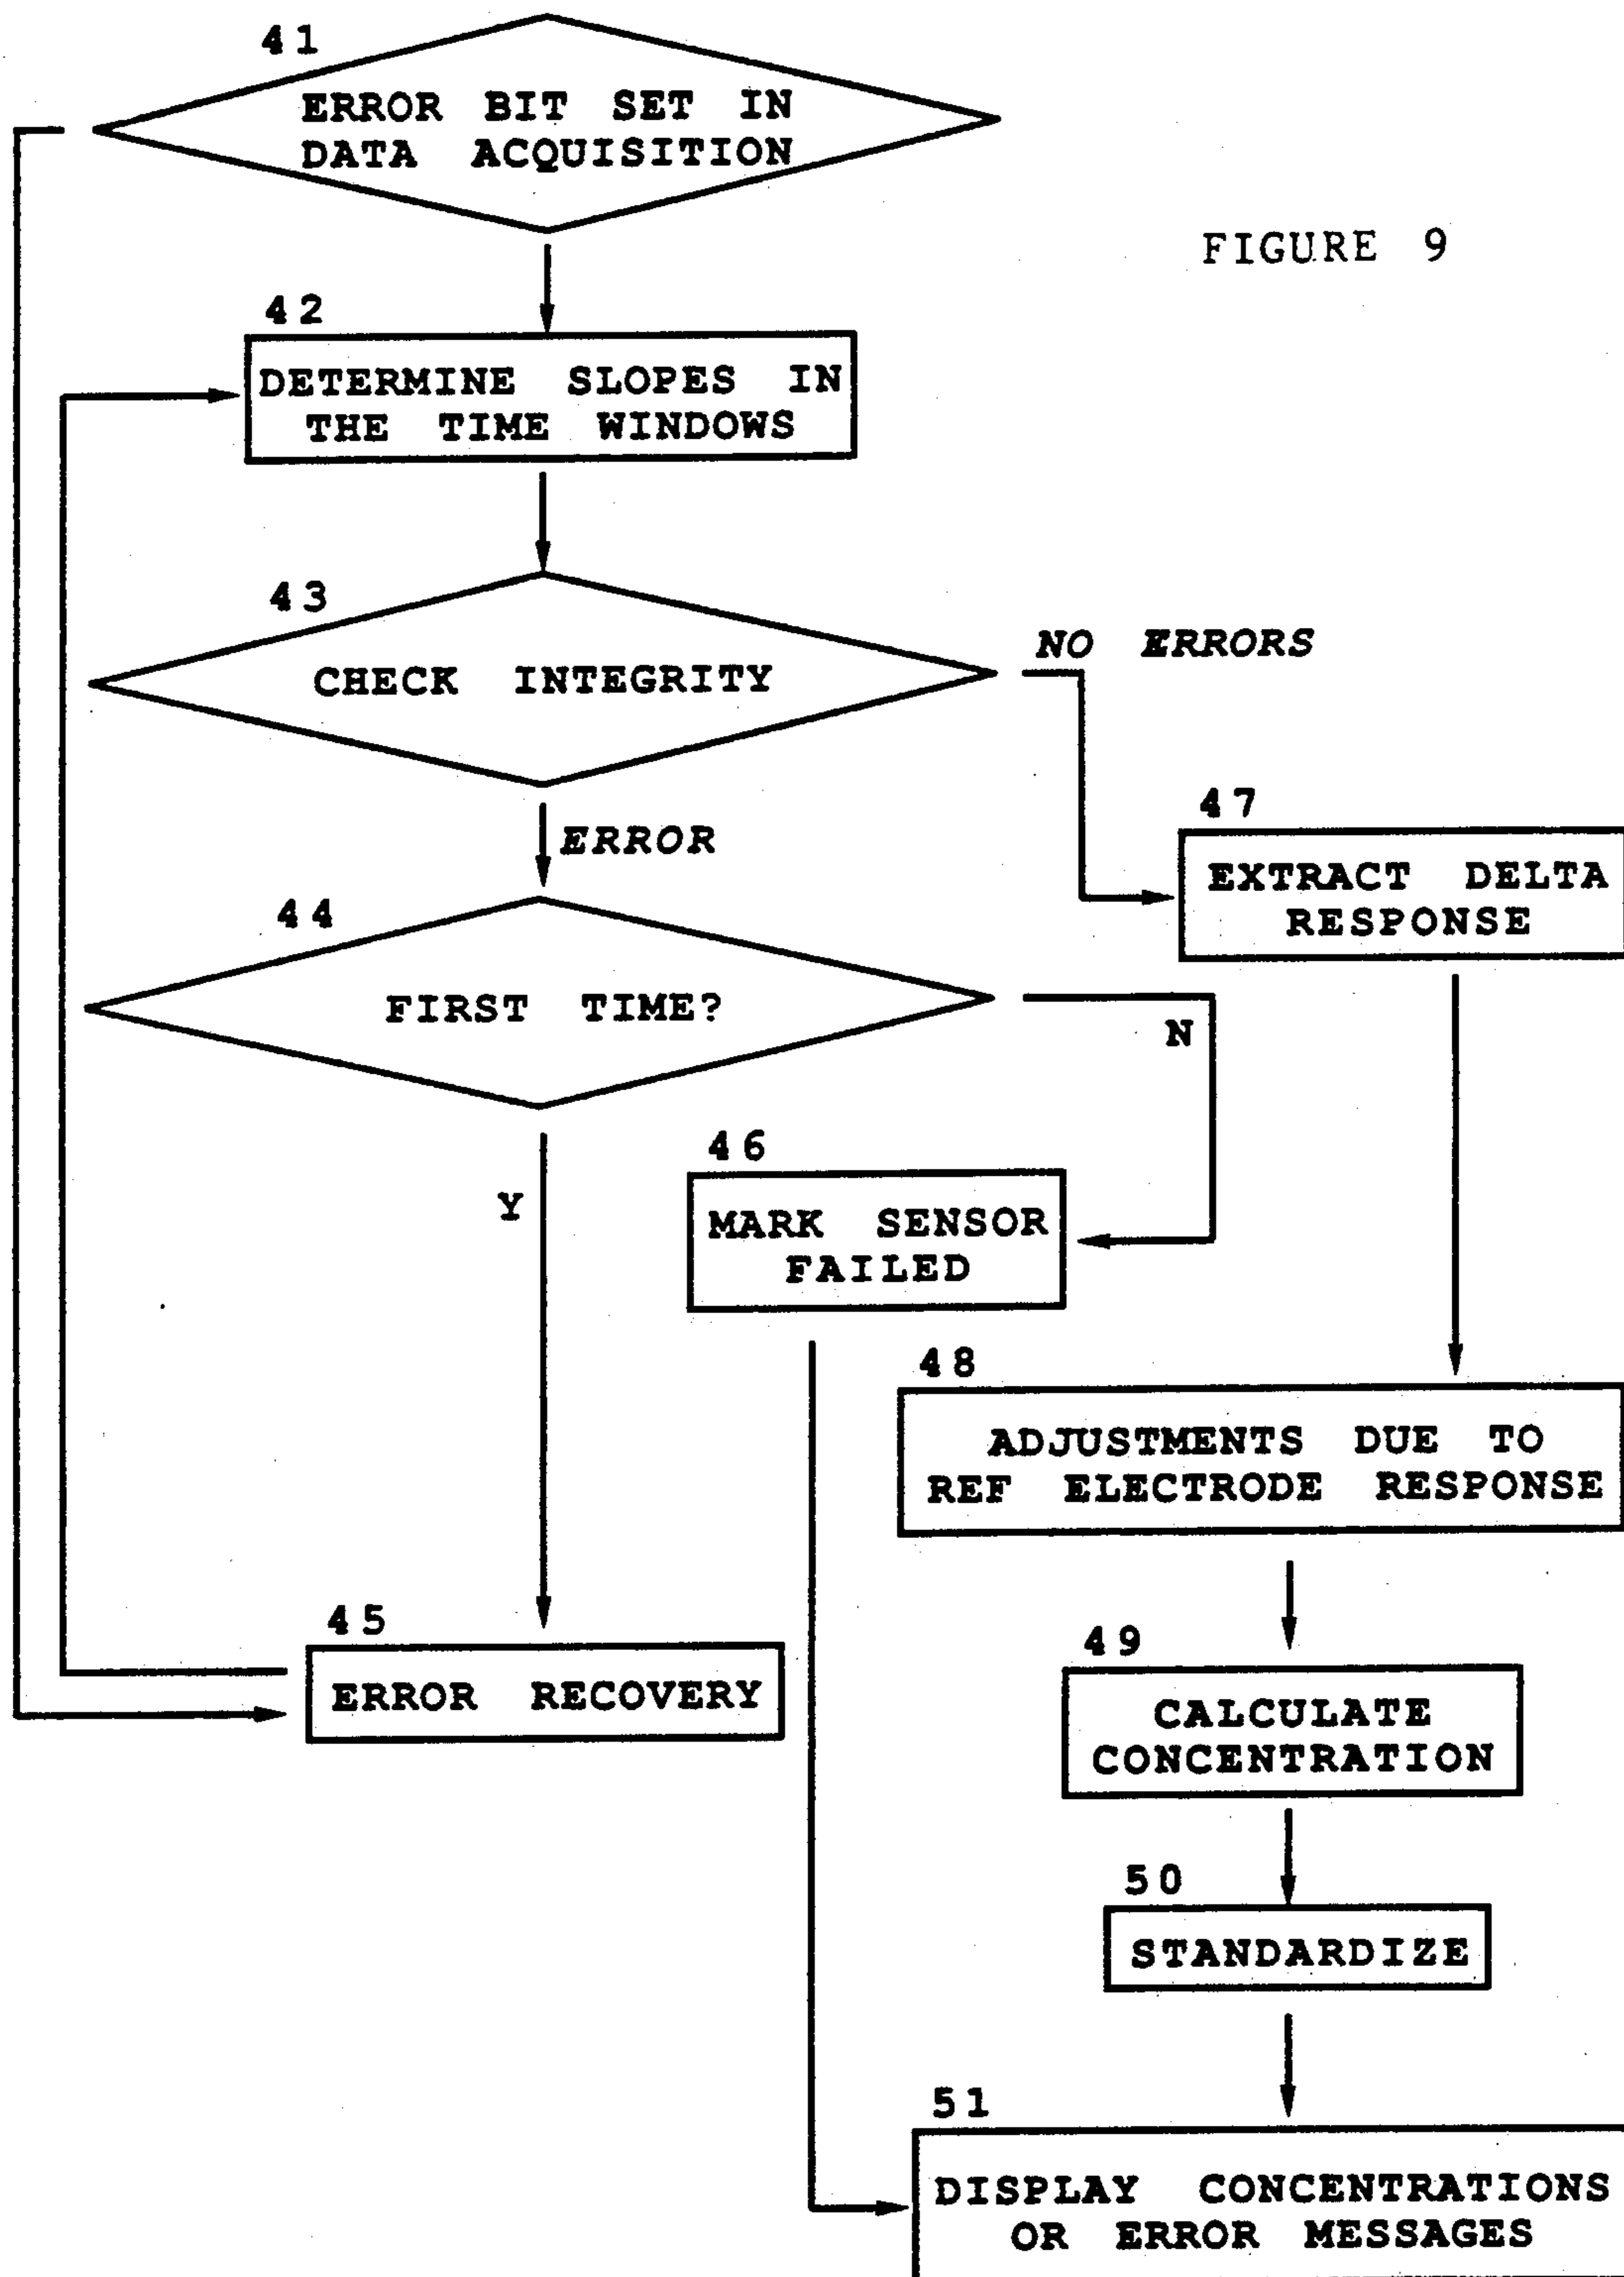 41
ERROR BIT SET IN
DATA ACQUISITION
FIGURE 9
42
DETERMINE SLOPES IN
THE TIME WINDOWS
43
CHECK INTEGRITY
NO ERRORS
ERROR
47
EXTRACT DELTA
RESPONSE
44
FIRST TIME?
N
Y
46
MARK SENSOR
FAILED
48
ADJUSTMENTS DUE TO
REF ELECTRODE RESPONSE
45
ERROR RECOVERY
49
CALCULATE
CONCENTRATION
50
STANDARDIZE
51
DISPLAY CONCENTRATIONS
OR ERROR MESSAGES